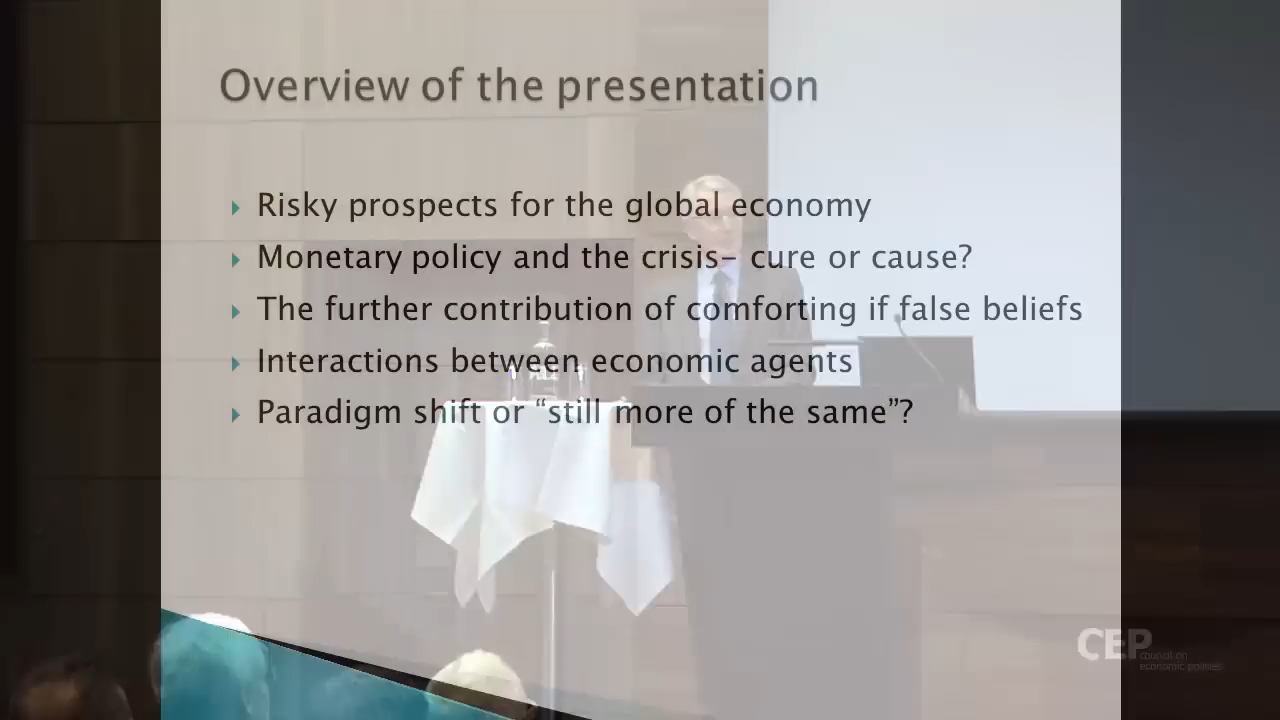 Overview of the presentation
Risky prospects for the global economy
Monetary policy and the crisis– cure or cause?
The further contribution of comforting if false beliefs
Interactions between economic agents
Paradigm shift or “still more of the same”?
CEP
council on
economic policies